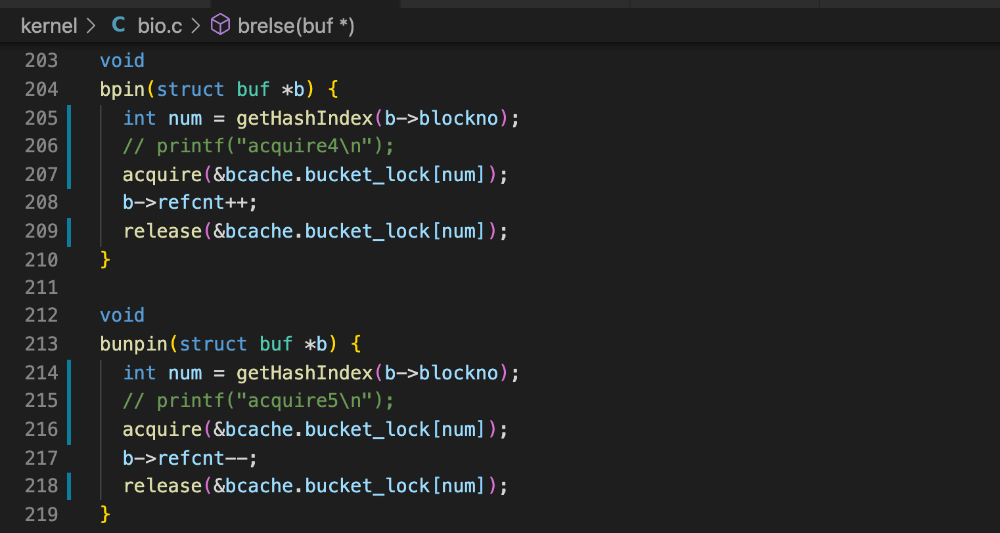 kernel > C bio.c > brelse(buf *)
203 void
204 bpin(struct buf *b) {
205 int num = getHashIndex(b->blockno);
206 // printf("acquire4\n");
207 acquire(&bcache.bucket_lock[num]);
208 b->refcnt++;
209 release(&bcache.bucket_lock[num]);
210 }
211
212 void
213 bunpin(struct buf *b) {
214 int num = getHashIndex(b->blockno);
215 // printf("acquire5\n");
216 acquire(&bcache.bucket_lock[num]);
217 b->refcnt--;
218 release(&bcache.bucket_lock[num]);
219 }